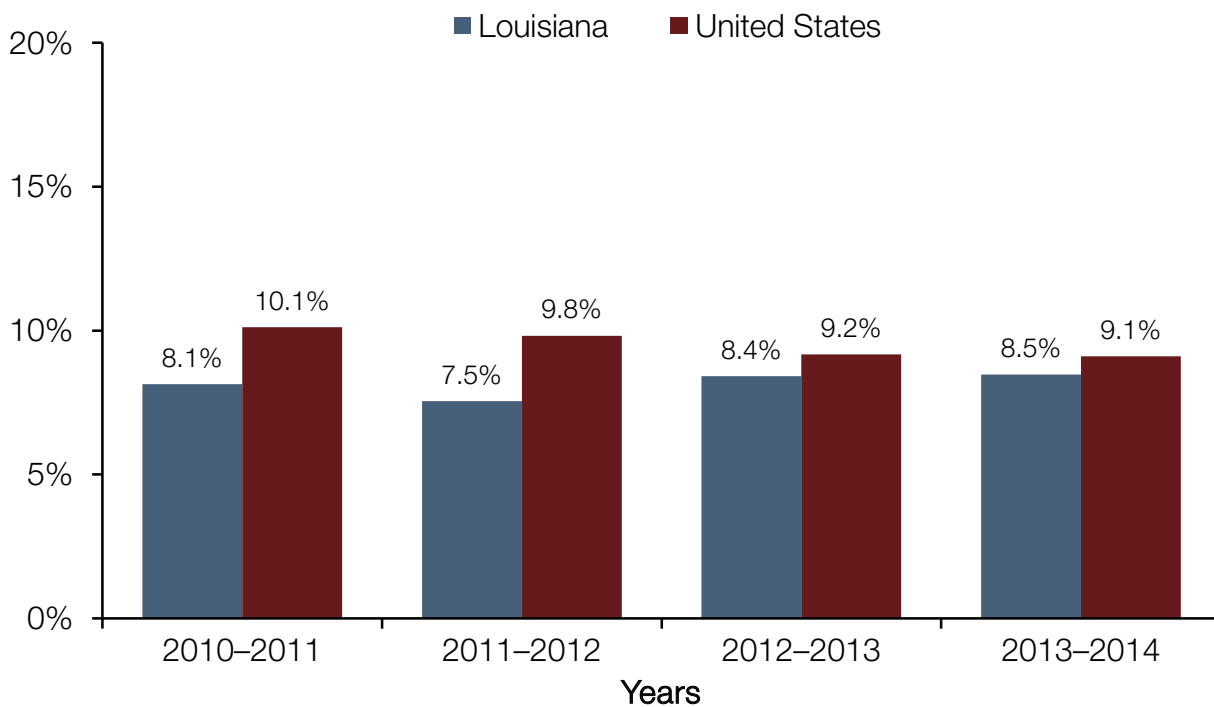 Louisiana United States
20%
15%
10%
5%
0%
8.1% 10.1% 7.5% 9.8% 8.4% 9.2% 8.5% 9.1%
2010–2011 2011–2012 2012–2013 2013–2014
Years